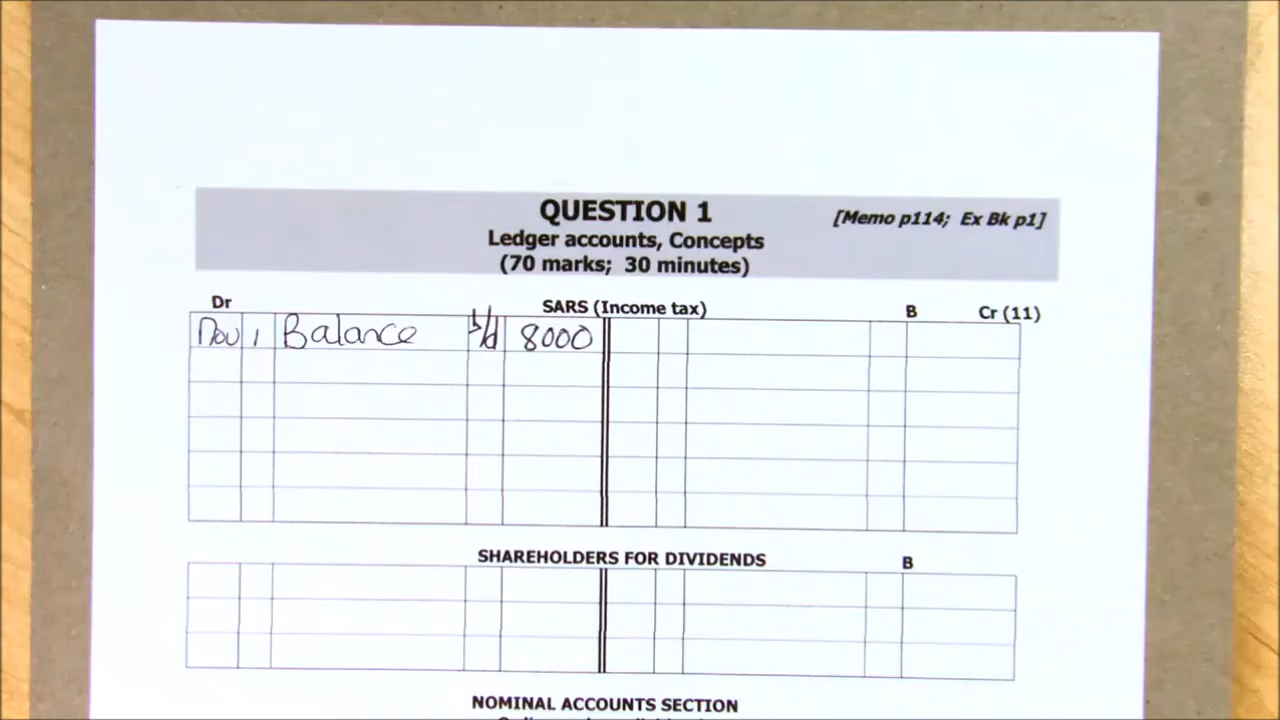 QUESTION 1
[Memo p114; Ex Bk p1]
Ledger accounts, Concepts
(70 marks; 30 minutes)
Dr SARS (Income tax) B Cr (11)
Nov 1 Balance b/d 8000
SHAREHOLDERS FOR DIVIDENDS B
NOMINAL ACCOUNTS SECTION